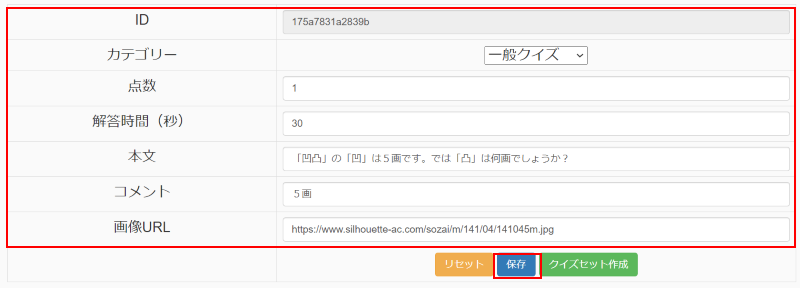 ID 175a7831a2839b
カテゴリー 一般クイズ
点数 1
解答時間（秒） 30
本文 「凹凸」の「凹」は５画です。では「凸」は何画でしょうか？
コメント ５画
画像URL https://www.silhouette-ac.com/sozai/m/141/04/141045m.jpg
リセット 保存 クイズセット作成